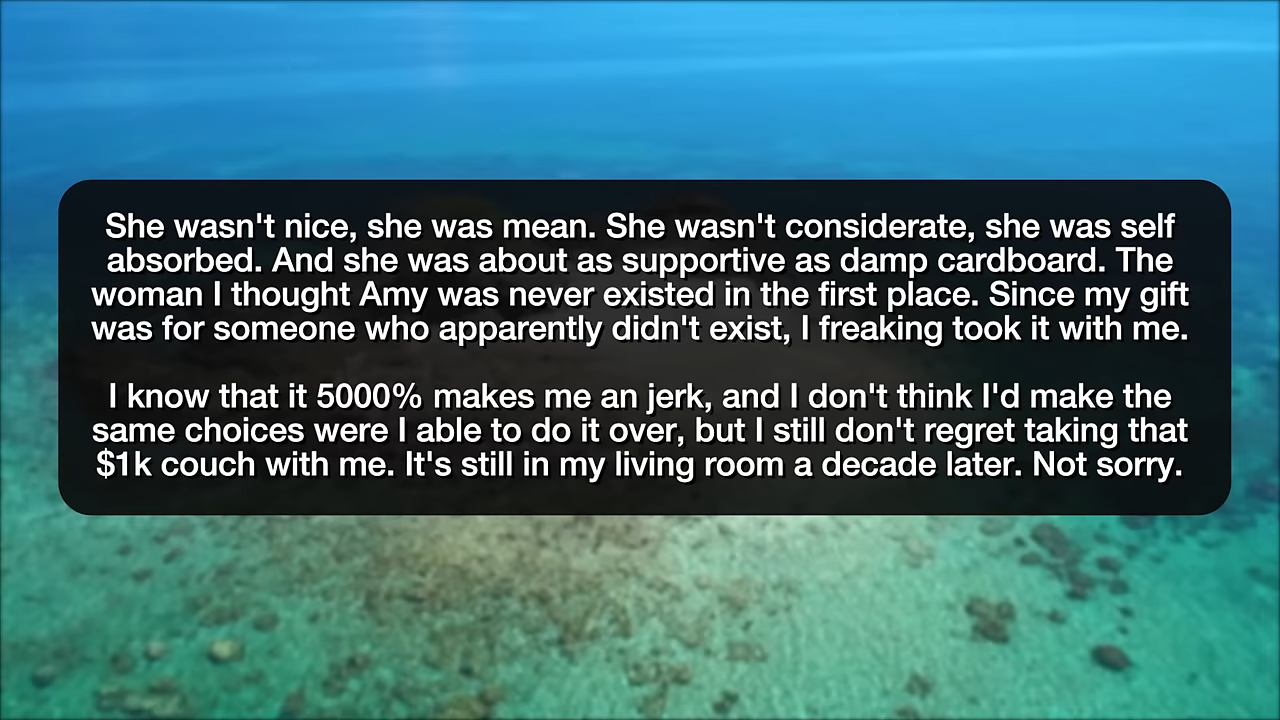 She wasn't nice, she was mean. She wasn't considerate, she was self
absorbed. And she was about as supportive as damp cardboard. The
woman I thought Amy was never existed in the first place. Since my gift
was for someone who apparently didn't exist, I freaking took it with me.
I know that it 5000% makes me an jerk, and I don't think I'd make the
same choices were I able to do it over, but I still don't regret taking that
$1k couch with me. It's still in my living room a decade later. Not sorry.